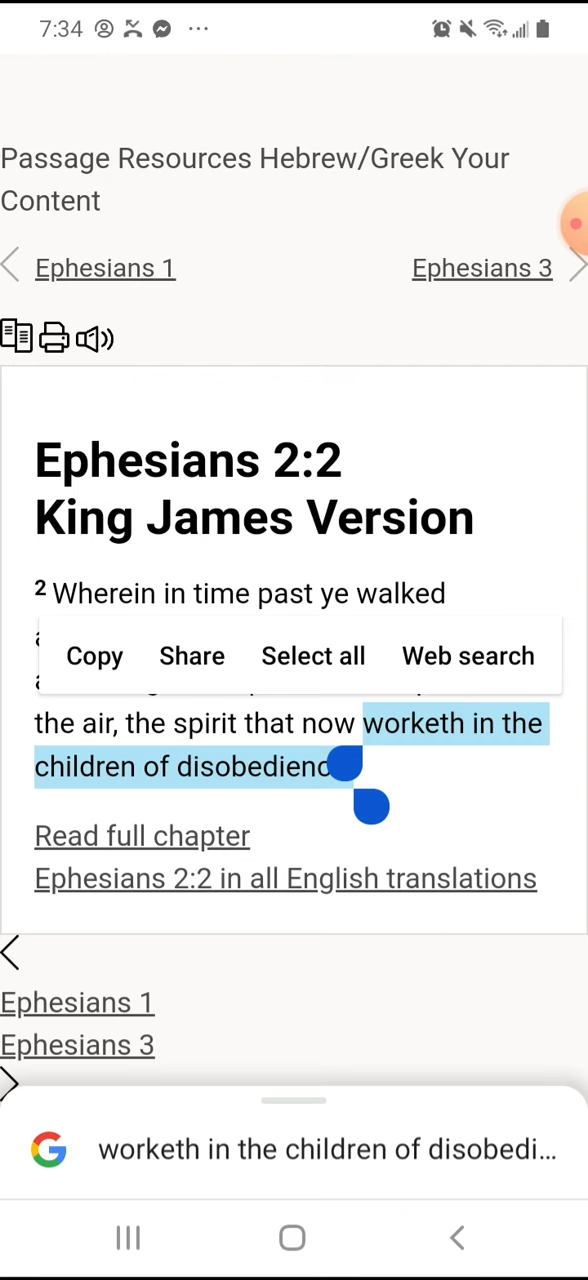 7:34
Passage Resources Hebrew/Greek Your
Content
Ephesians 1
Ephesians 3
Ephesians 2:2
King James Version
2 Wherein in time past ye walked
Copy Share Select all Web search
the air, the spirit that now worketh in the
children of disobedienc
Read full chapter
Ephesians 2:2 in all English translations
Ephesians 1
Ephesians 3
worketh in the children of disobedi...